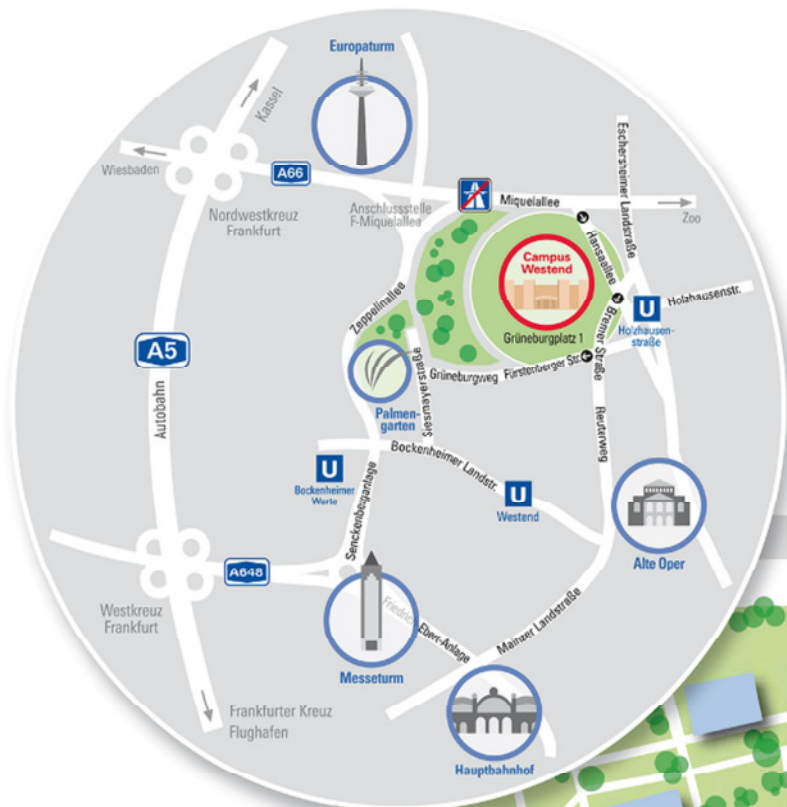 Europaturm
Kassel
Wiesbaden
A66
Nordwestkreuz
Frankfurt
Anschlussstelle
F-Miquelallee
Miquelallee
Zoo
Eschersheimer Landstraße
Hansaallee
Campus
Westend
Grüneburgplatz 1
Zeppelinallee
U
Holzhausen-
straße
Holzhausenstr.
Bremer Straße
A5
Autobahn
Palmen-
garten
Siesmayerstraße
Grüneburgweg
Fürstenberger Str.
Reuterweg
Bockenheimer Landstr.
U
Bockenheimer
Warte
U
Westend
Senckenberganlage
Alte Oper
A648
Westkreuz
Frankfurt
Friedrich-Ebert-Anlage
Mainzer Landstraße
Messeturm
Frankfurter Kreuz
Flughafen
Hauptbahnhof